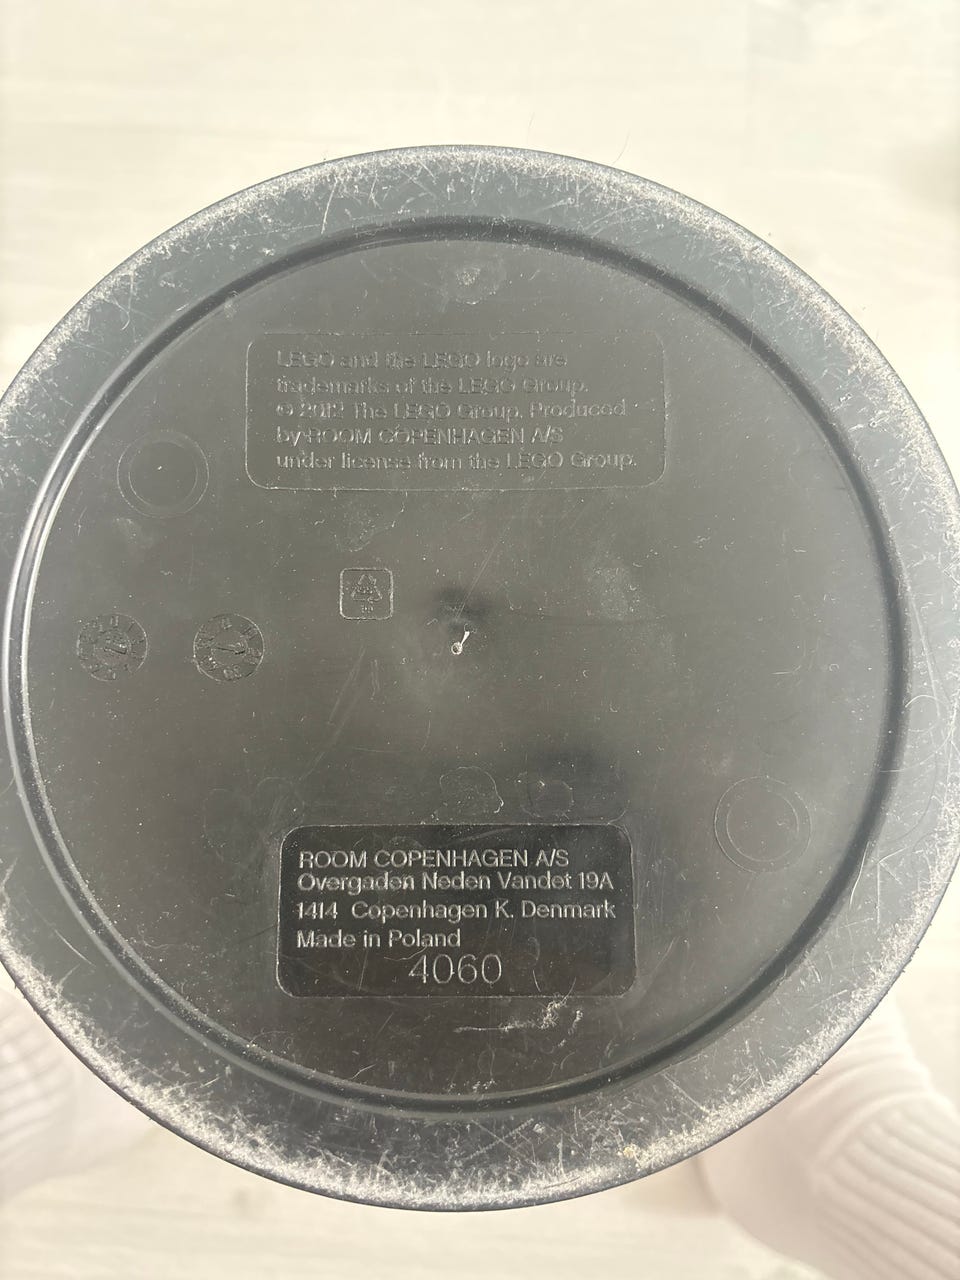 LEGO and the LEGO logo are
trademarks of the LEGO Group.
© 2012 The LEGO Group. Produced
by ROOM COPENHAGEN A/S
under license from the LEGO Group.
ROOM COPENHAGEN A/S
Overgaden Neden Vandet 19A
1414 Copenhagen K. Denmark
Made in Poland
4060